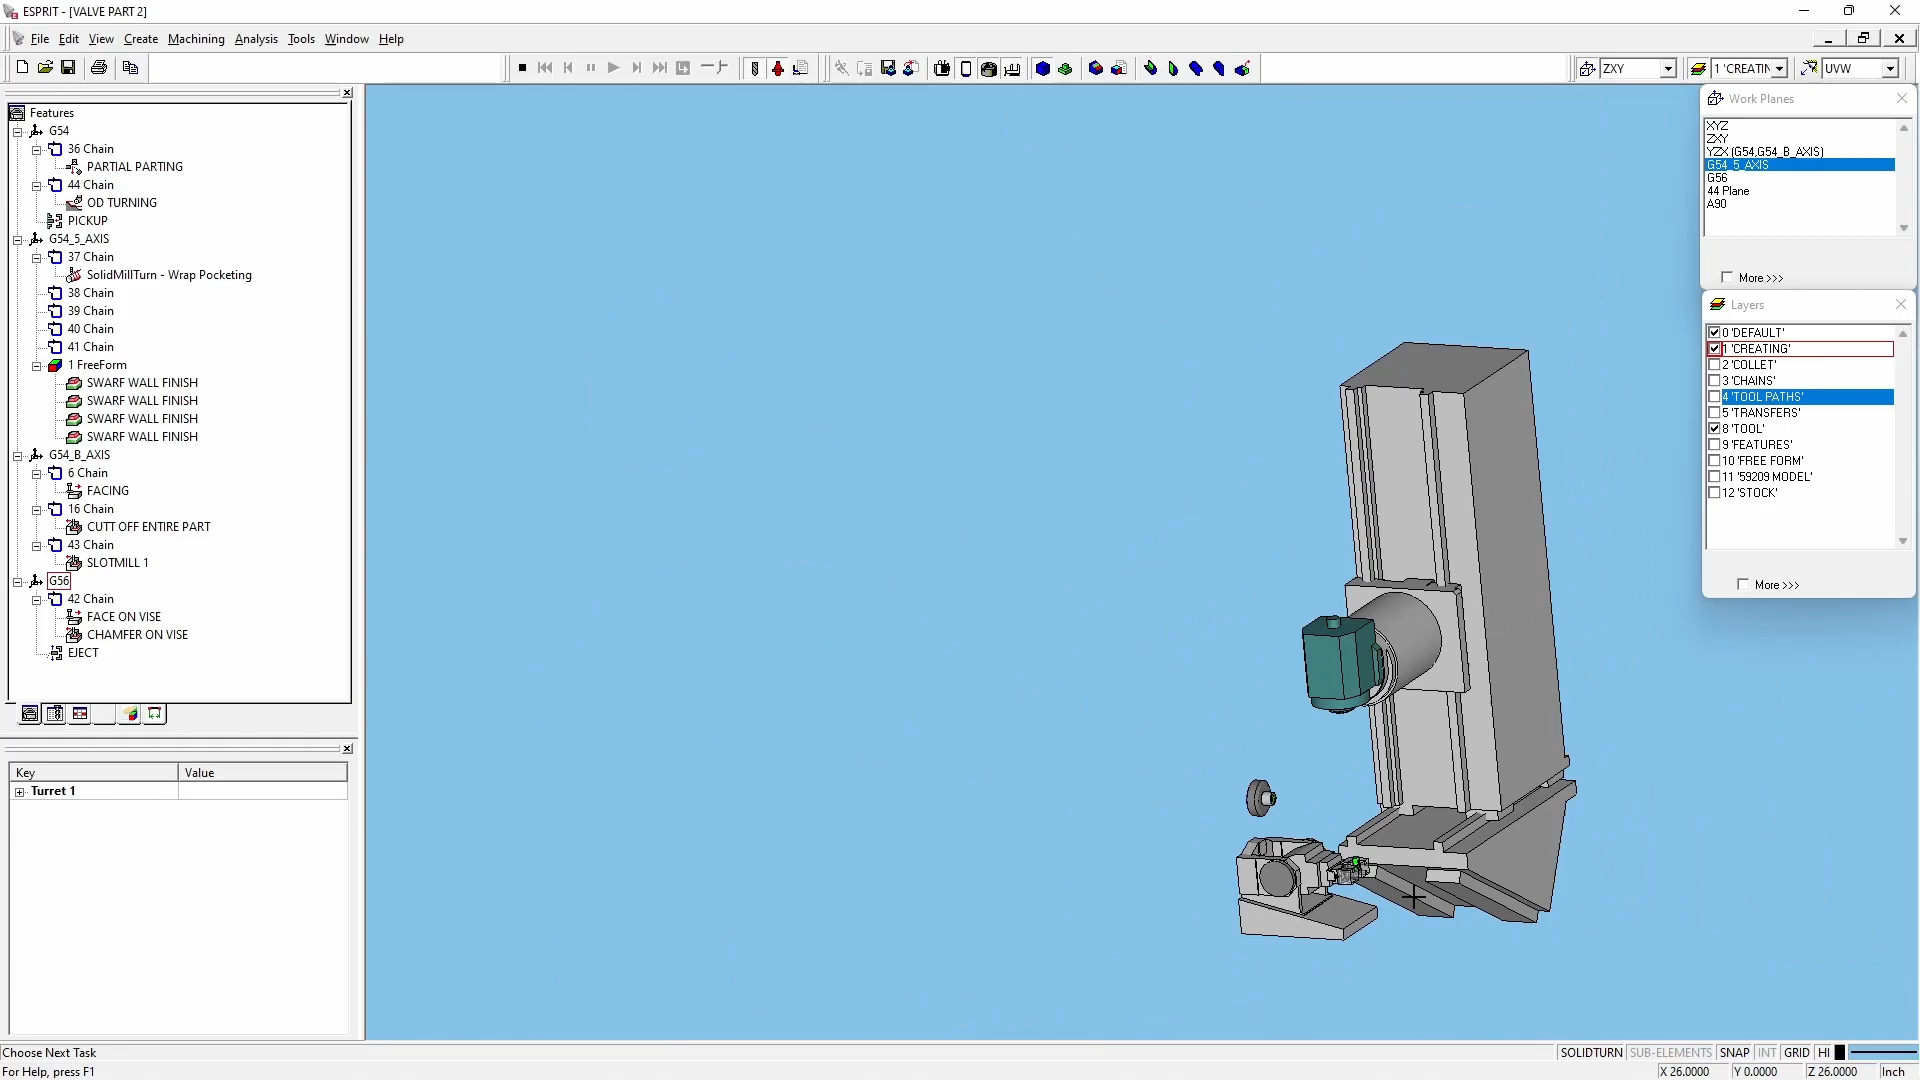 ESPRIT - [VALVE PART 2]
File Edit View Create Machining Analysis Tools Window Help
ZXY 1 'CREATIN UVW
Features
G54
36 Chain
PARTIAL PARTING
44 Chain
OD TURNING
PICKUP
G54_5_AXIS
37 Chain
SolidMillTurn - Wrap Pocketing
38 Chain
39 Chain
40 Chain
41 Chain
1 FreeForm
SWARF WALL FINISH
SWARF WALL FINISH
SWARF WALL FINISH
SWARF WALL FINISH
G54_B_AXIS
6 Chain
FACING
16 Chain
CUTT OFF ENTIRE PART
43 Chain
SLOTMILL 1
G56
42 Chain
FACE ON VISE
CHAMFER ON VISE
EJECT
Key Value
Turret 1
Work Planes
XYZ
ZXY
YZX (G54,G54_B_AXIS)
G54_5_AXIS
G56
44 Plane
A90
More >>>
Layers
0 'DEFAULT'
1 'CREATING'
2 'COLLET'
3 'CHAINS'
4 'TOOL PATHS'
5 'TRANSFERS'
8 'TOOL'
9 'FEATURES'
10 'FREE FORM'
11 '59209 MODEL'
12 'STOCK'
More >>>
Choose Next Task SOLIDTURN SUB-ELEMENTS SNAP INT GRID HI
For Help, press F1 X 26.0000 Y 0.0000 Z 26.0000 Inch